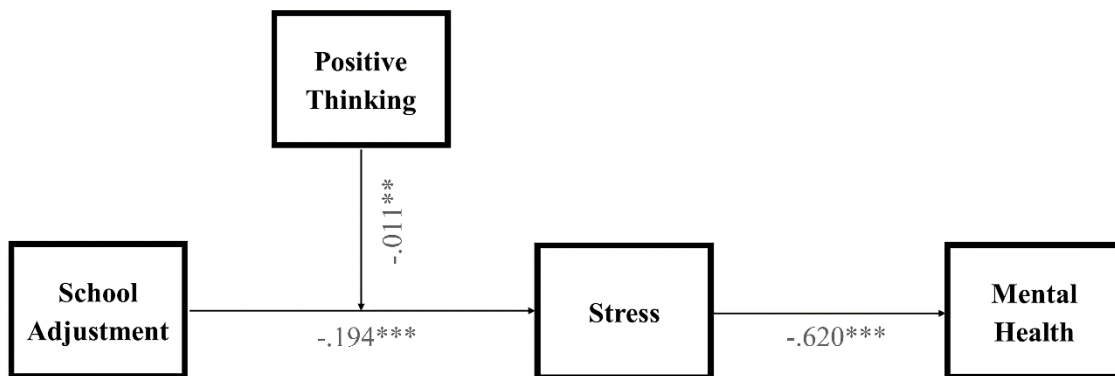 Positive
Thinking
-.011**
School
Adjustment
-.194***
Stress
-.620***
Mental
Health